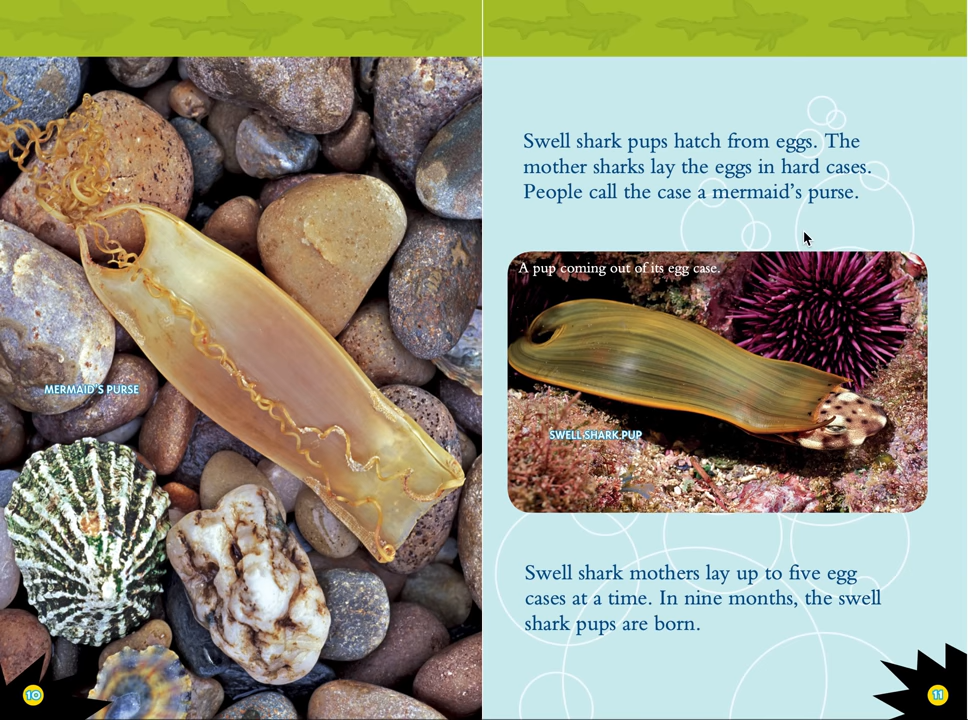 MERMAID'S PURSE
10
Swell shark pups hatch from eggs. The
mother sharks lay the eggs in hard cases.
People call the case a mermaid's purse.
A pup coming out of its egg case.
SWELL SHARK PUP
Swell shark mothers lay up to five egg
cases at a time. In nine months, the swell
shark pups are born.
11